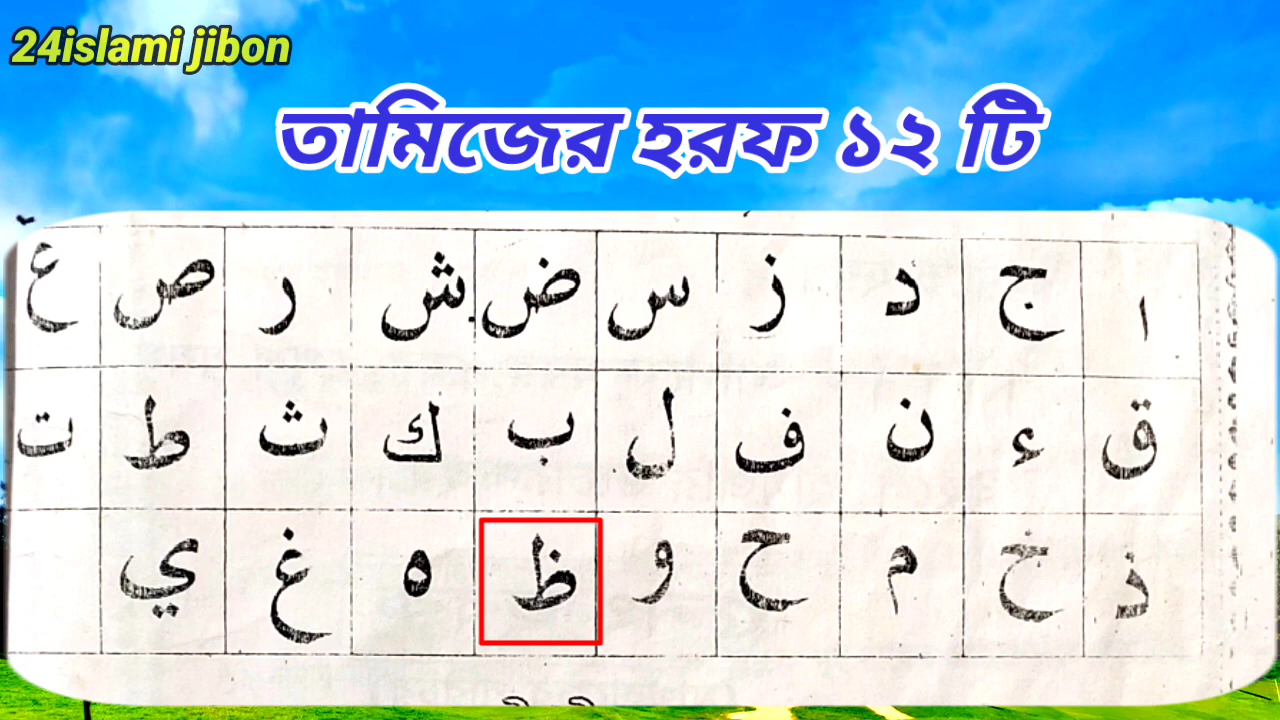 24islami jibon
তামিজের হরফ ১২ টি
ا ج د ز س ض ش ر ص ع
ق ء ن ف ل ب ك ث ط ت
ذ خ م ح و ظ ه غ ي